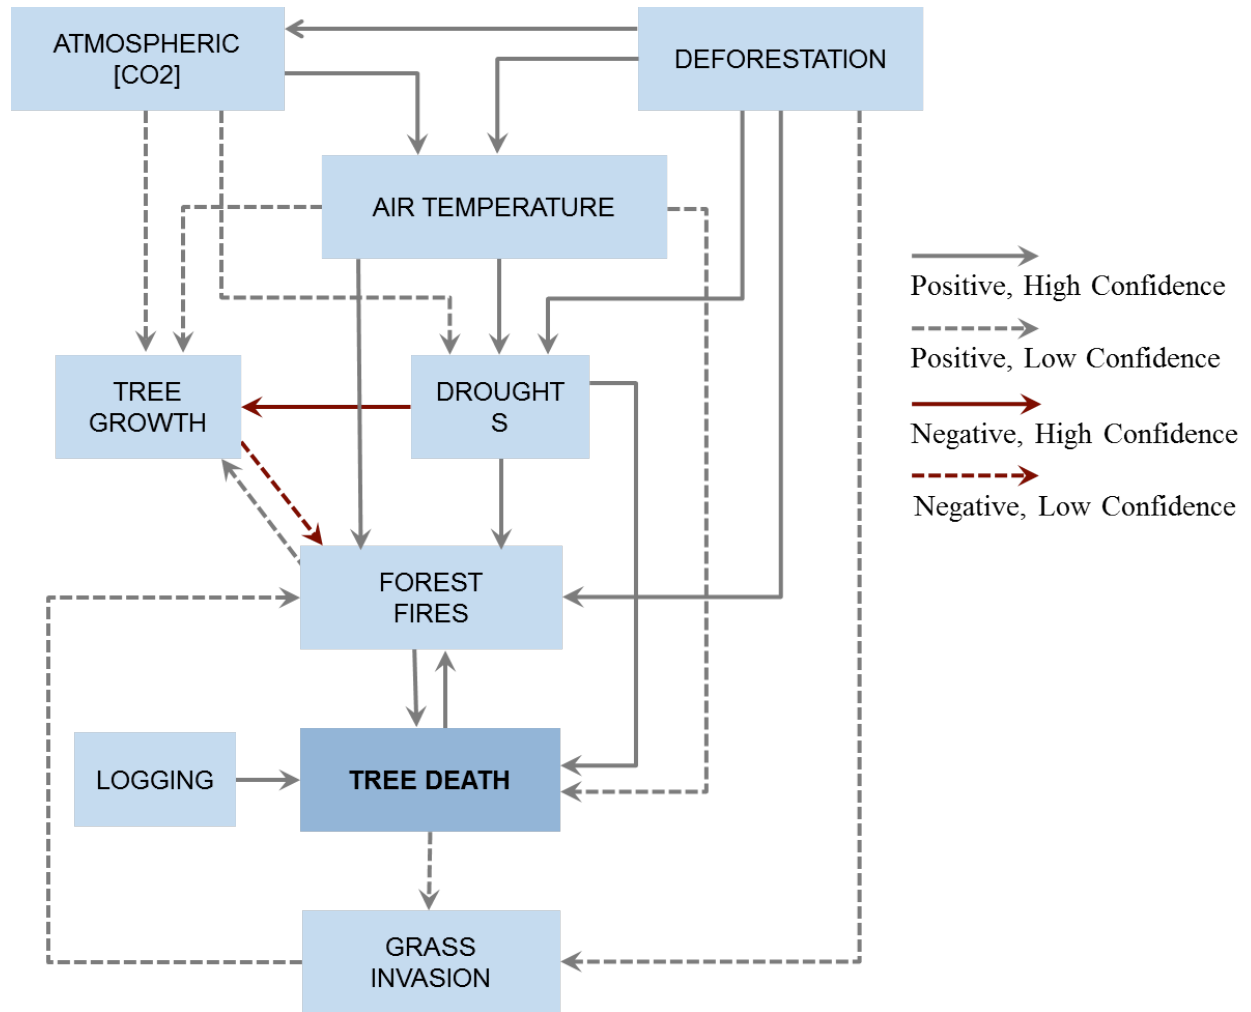 ATMOSPHERIC
[CO2]
DEFORESTATION
AIR TEMPERATURE
Positive, High Confidence
Positive, Low Confidence
TREE
GROWTH
DROUGHT
S
Negative, High Confidence
Negative, Low Confidence
FOREST
FIRES
LOGGING
TREE DEATH
GRASS
INVASION